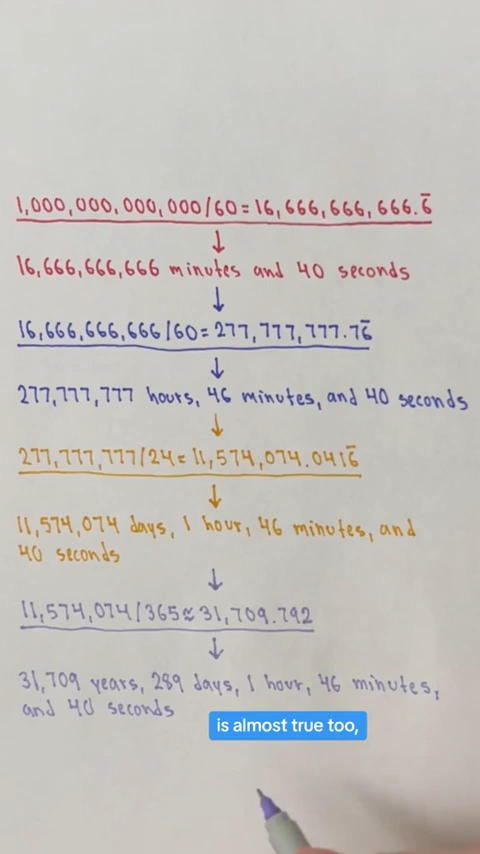 1,000,000,000,000/60=16,666,666,666.6̅
↓
16,666,666,666 minutes and 40 seconds
↓
16,666,666,666/60=277,777,777.76̅
↓
277,777,777 hours, 46 minutes, and 40 seconds
↓
277,777,777/24=11,574,074.0416̅
↓
11,574,074 days, 1 hour, 46 minutes, and
40 seconds
↓
11,574,074/365≈31,709.792
↓
31,709 years, 289 days, 1 hour, 46 minutes,
and 40 seconds
is almost true too,